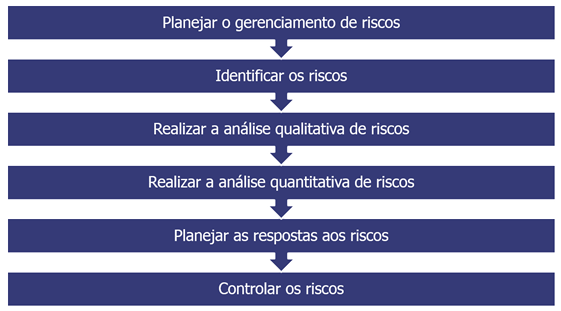 Planejar o gerenciamento de riscos
Identificar os riscos
Realizar a análise qualitativa de riscos
Realizar a análise quantitativa de riscos
Planejar as respostas aos riscos
Controlar os riscos